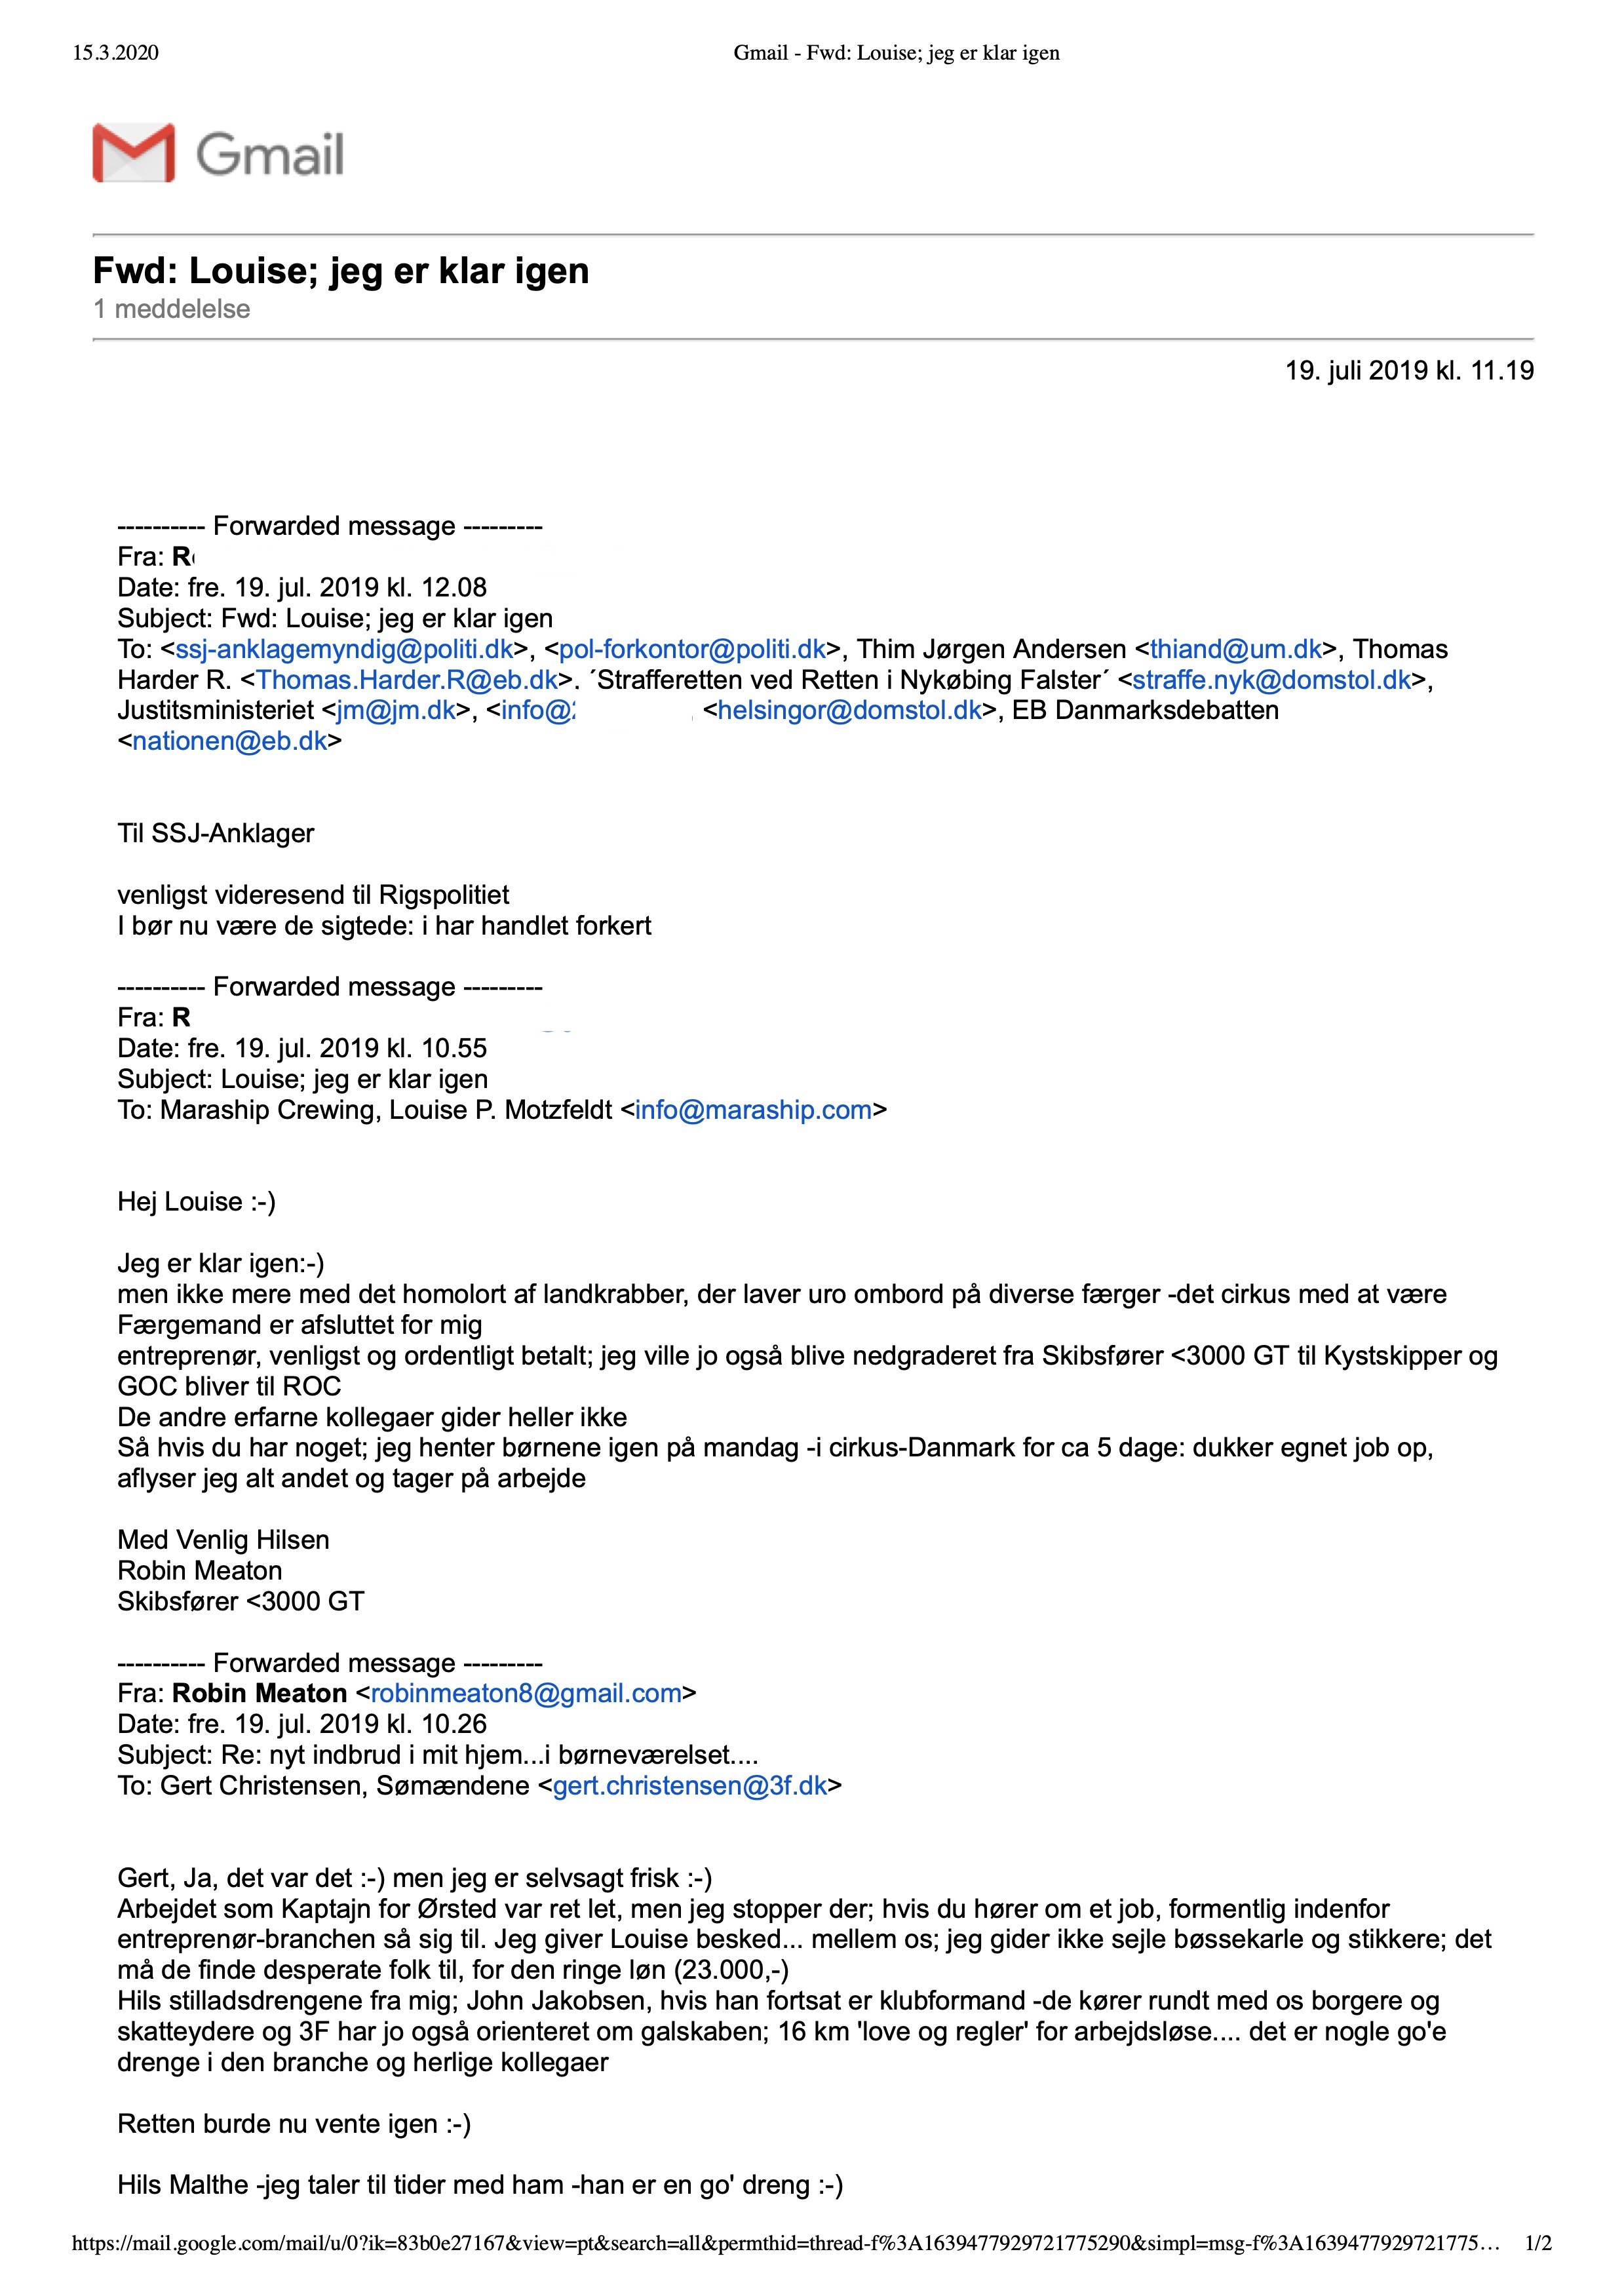 15.3.2020 Gmail - Fwd: Louise; jeg er klar igen
Gmail
Fwd: Louise; jeg er klar igen
1 meddelelse
19. juli 2019 kl. 11.19
---------- Forwarded message ---------
Fra: R
Date: fre. 19. jul. 2019 kl. 12.08
Subject: Fwd: Louise; jeg er klar igen
To: <ssj-anklagemyndig@politi.dk>, <pol-forkontor@politi.dk>, Thim Jørgen Andersen <thiand@um.dk>, Thomas
Harder R. <Thomas.Harder.R@eb.dk>. ´Strafferetten ved Retten i Nykøbing Falster´ <straffe.nyk@domstol.dk>,
Justitsministeriet <jm@jm.dk>, <info@ , <helsingor@domstol.dk>, EB Danmarksdebatten
<nationen@eb.dk>
Til SSJ-Anklager
venligst videresend til Rigspolitiet
I bør nu være de sigtede: i har handlet forkert
---------- Forwarded message ---------
Fra: R
Date: fre. 19. jul. 2019 kl. 10.55
Subject: Louise; jeg er klar igen
To: Maraship Crewing, Louise P. Motzfeldt <info@maraship.com>
Hej Louise :-)
Jeg er klar igen:-)
men ikke mere med det homolort af landkrabber, der laver uro ombord på diverse færger -det cirkus med at være
Færgemand er afsluttet for mig
entreprenør, venligst og ordentligt betalt; jeg ville jo også blive nedgraderet fra Skibsfører <3000 GT til Kystskipper og
GOC bliver til ROC
De andre erfarne kollegaer gider heller ikke
Så hvis du har noget; jeg henter børnene igen på mandag -i cirkus-Danmark for ca 5 dage: dukker egnet job op,
aflyser jeg alt andet og tager på arbejde
Med Venlig Hilsen
Robin Meaton
Skibsfører <3000 GT
---------- Forwarded message ---------
Fra: Robin Meaton <robinmeaton8@gmail.com>
Date: fre. 19. jul. 2019 kl. 10.26
Subject: Re: nyt indbrud i mit hjem...i børneværelset....
To: Gert Christensen, Sømændene <gert.christensen@3f.dk>
Gert, Ja, det var det :-) men jeg er selvsagt frisk :-)
Arbejdet som Kaptajn for Ørsted var ret let, men jeg stopper der; hvis du hører om et job, formentlig indenfor
entreprenør-branchen så sig til. Jeg giver Louise besked... mellem os; jeg gider ikke sejle bøssekarle og stikkere; det
må de finde desperate folk til, for den ringe løn (23.000,-)
Hils stilladsdrengene fra mig; John Jakobsen, hvis han fortsat er klubformand -de kører rundt med os borgere og
skatteydere og 3F har jo også orienteret om galskaben; 16 km 'love og regler' for arbejdsløse.... det er nogle go'e
drenge i den branche og herlige kollegaer
Retten burde nu vente igen :-)
Hils Malthe -jeg taler til tider med ham -han er en go' dreng :-)
https://mail.google.com/mail/u/0?ik=83b0e27167&view=pt&search=all&permthid=thread-f%3A1639477929721775290&simpl=msg-f%3A1639477929721775… 1/2